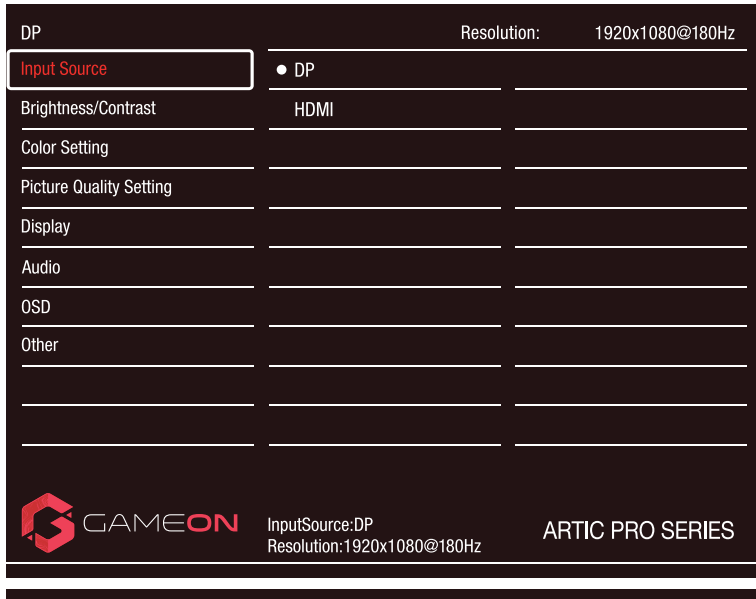 DP Resolution: 1920x1080@180Hz
Input Source DP
Brightness/Contrast HDMI
Color Setting
Picture Quality Setting
Display
Audio
OSD
Other
GAMEON
InputSource:DP
Resolution:1920x1080@180Hz
ARTIC PRO SERIES